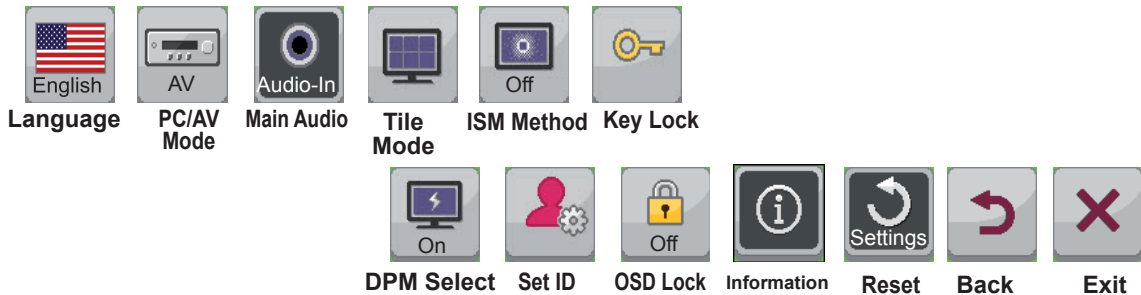 English
AV
Audio-In
Off
Language
PC/AV
Mode
Main Audio
Tile
Mode
ISM Method
Key Lock
On
Off
Settings
DPM Select
Set ID
OSD Lock
Information
Reset
Back
Exit